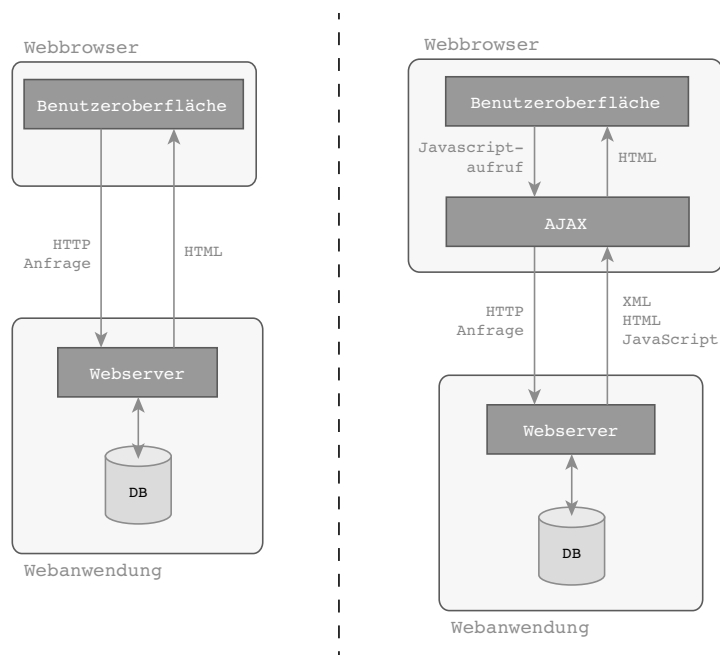 Webbrowser
Benutzeroberfläche
HTTP
Anfrage
HTML
Webserver
DB
Webanwendung
Webbrowser
Benutzeroberfläche
Javascript-
aufruf
HTML
AJAX
HTTP
Anfrage
XML
HTML
JavaScript
Webserver
DB
Webanwendung